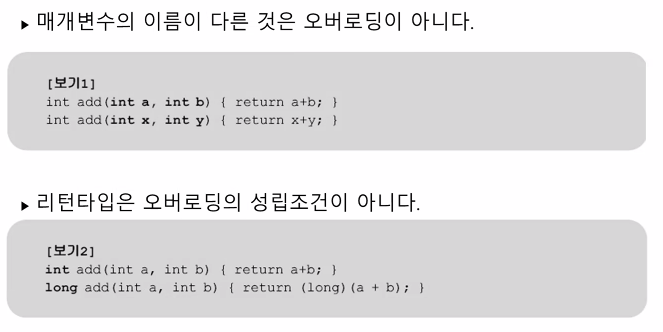 ▶ 매개변수의 이름이 다른 것은 오버로딩이 아니다.
[보기1]
int add(int a, int b) { return a+b; }
int add(int x, int y) { return x+y; }
▶ 리턴타입은 오버로딩의 성립조건이 아니다.
[보기2]
int add(int a, int b) { return a+b; }
long add(int a, int b) { return (long)(a + b); }